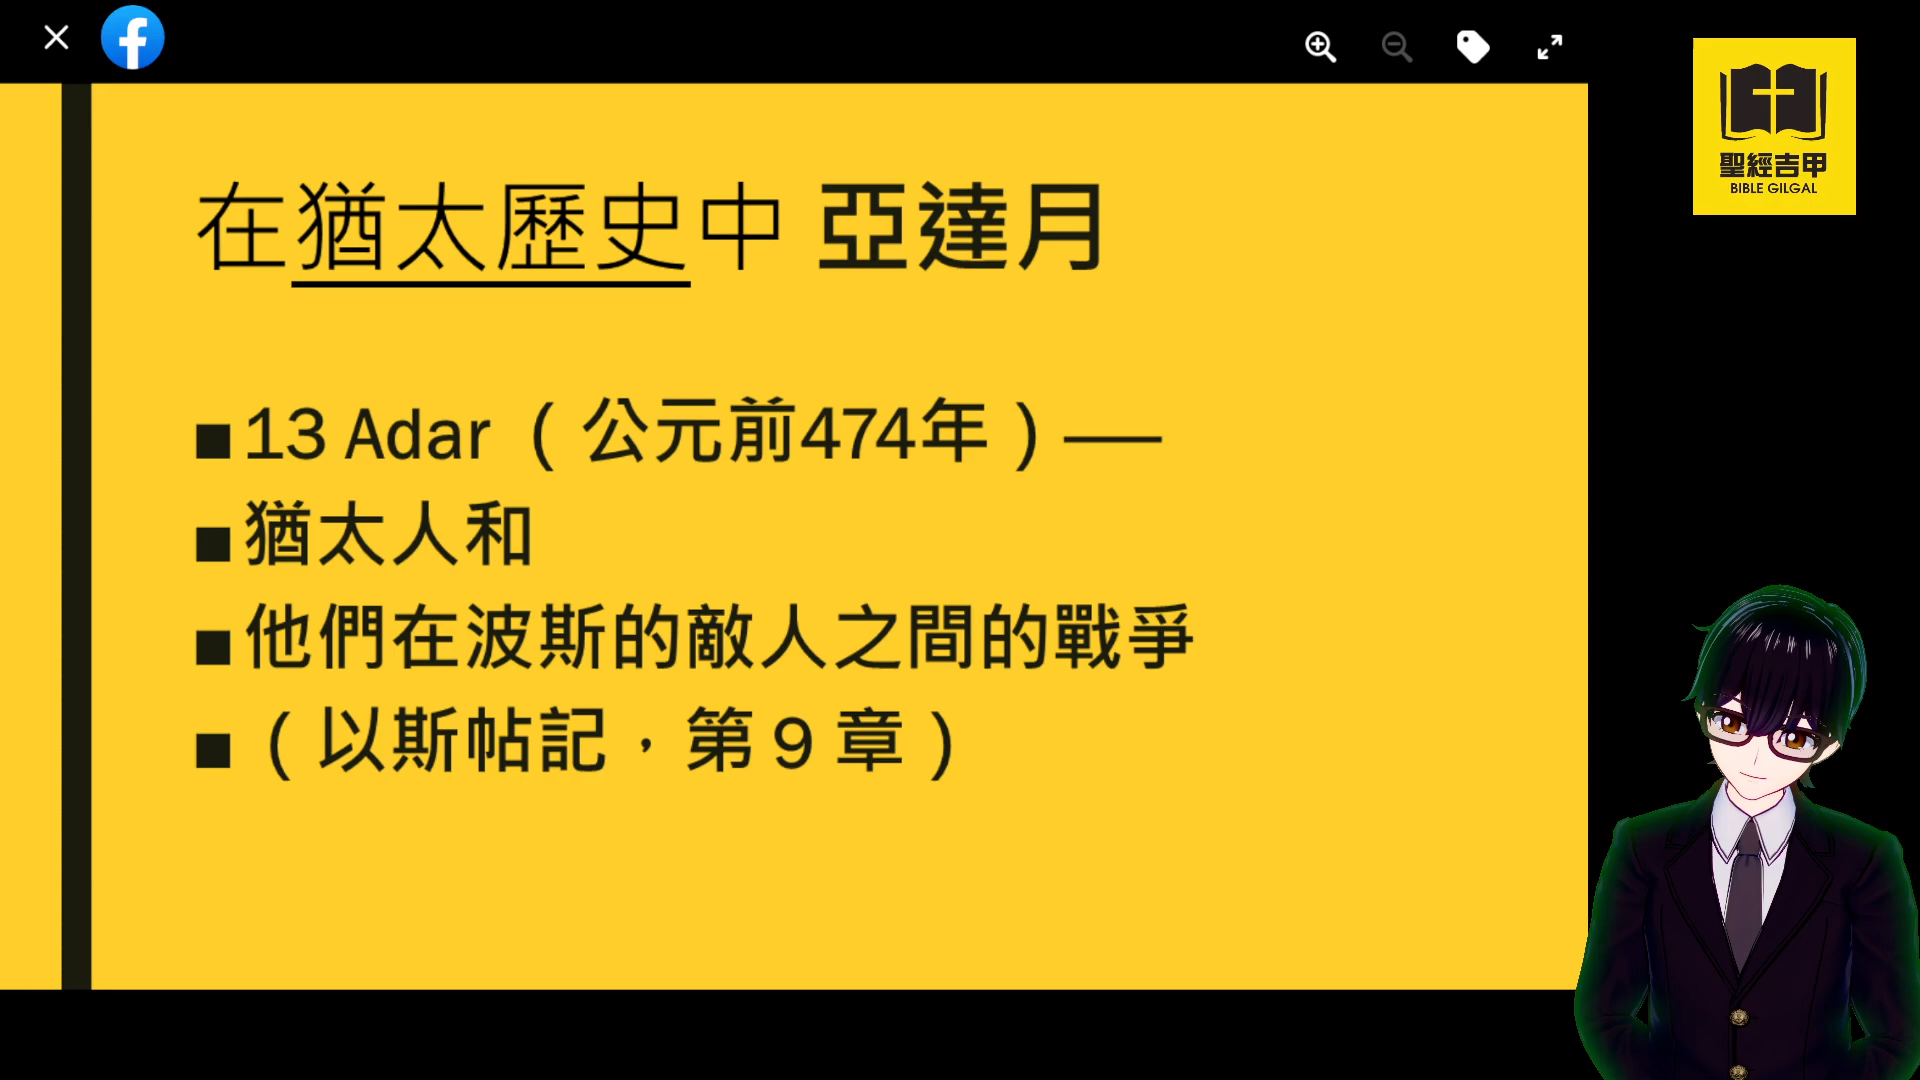 聖經吉甲
BIBLE GILGAL
在猶太歷史中 亞達月
■13 Adar（公元前474年）——
■猶太人和
■他們在波斯的敵人之間的戰爭
■（以斯帖記，第 9 章）